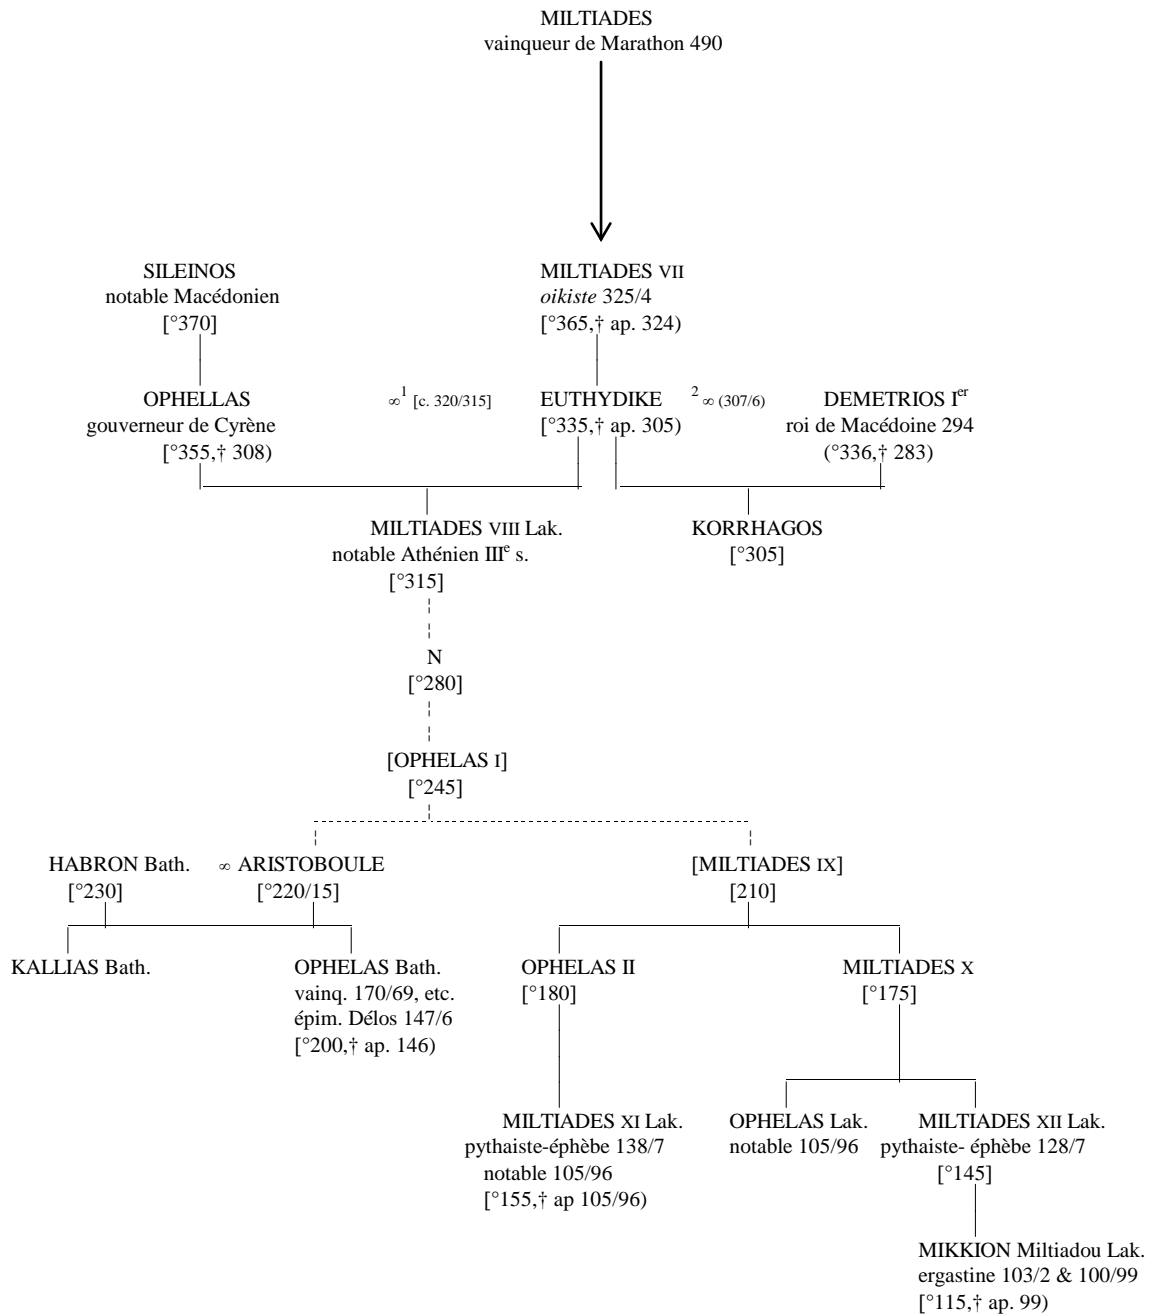 MILTIADES
vainqueur de Marathon 490
SILEINOS
notable Macédonien
[°370]
MILTIADES VII
oikiste 325/4
[°365,† ap. 324)
OPHELLAS
gouverneur de Cyrène
[°355,† 308)
∞1 [c. 320/315]
EUTHYDIKE
[°335,† ap. 305)
2 ∞ (307/6)
DEMETRIOS Ier
roi de Macédoine 294
(°336,† 283)
MILTIADES VIII Lak.
notable Athénien IIIe s.
[°315]
KORRHAGOS
[°305]
N
[°280]
[OPHELAS I]
[°245]
HABRON Bath.
[°230]
∞ ARISTOBOULE
[°220/15]
[MILTIADES IX]
[210]
KALLIAS Bath.
OPHELAS Bath.
vainq. 170/69, etc.
épim. Délos 147/6
[°200,† ap. 146)
OPHELAS II
[°180]
MILTIADES X
[°175]
MILTIADES XI Lak.
pythaiste-éphèbe 138/7
notable 105/96
[°155,† ap 105/96)
OPHELAS Lak.
notable 105/96
MILTIADES XII Lak.
pythaiste- éphèbe 128/7
[°145]
MIKKION Miltiadou Lak.
ergastine 103/2 & 100/99
[°115,† ap. 99)